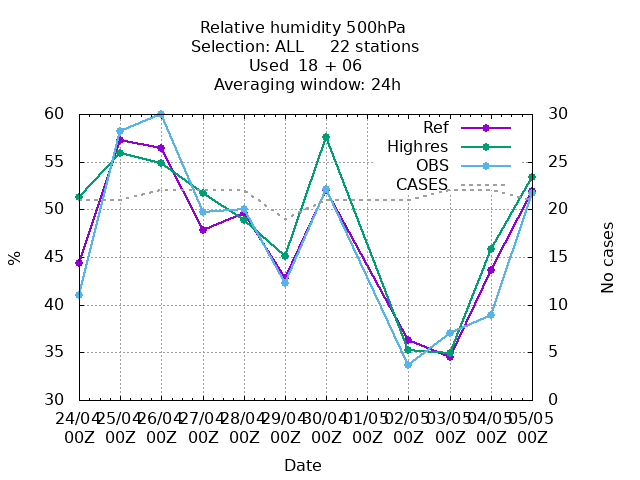 Relative humidity 500hPa
Selection: ALL 22 stations
Used 18 + 06
Averaging window: 24h
60 30
Ref
Highres
OBS
CASES
55 25
50 20
45 15
40 10
35 5
30 0
%
No cases
24/04 25/04 26/04 27/04 28/04 29/04 30/04 01/05 02/05 03/05 04/05 05/05
00Z 00Z 00Z 00Z 00Z 00Z 00Z 00Z 00Z 00Z 00Z 00Z
Date